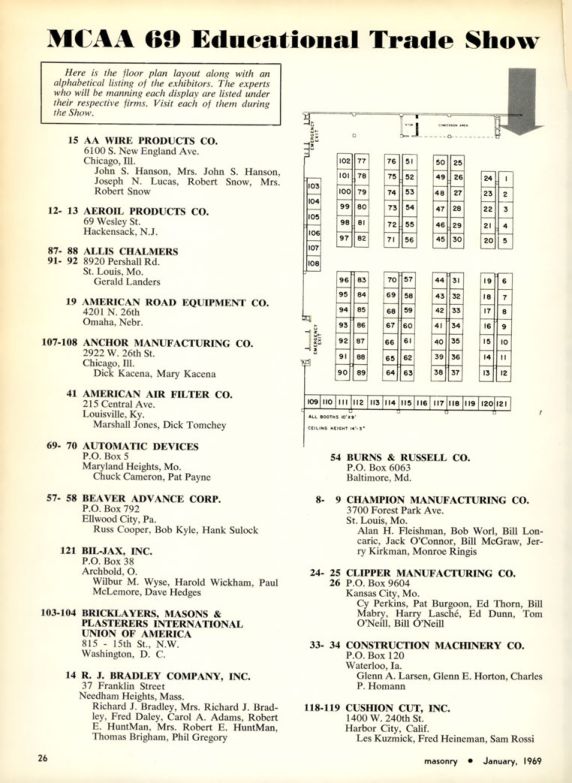 MCAA 69 Educational Trade Show
Here is the floor plan layout along with an
alphabetical listing of the exhibitors. The experts
who will be manning each display are listed under
their respective firms. Visit each of them during
the Show.
15 AA WIRE PRODUCTS CO.
6100 S. New England Ave.
Chicago, Ill.
John S. Hanson, Mrs. John S. Hanson,
Joseph N. Lucas, Robert Snow, Mrs.
Robert Snow
12- 13 AEROIL PRODUCTS CO.
69 Wesley St.
Hackensack, N.J.
87- 88 ALLIS CHALMERS
91- 92 8920 Pershall Rd.
St. Louis, Mo.
Gerald Landers
19 AMERICAN ROAD EQUIPMENT CO.
4201 N. 26th
Omaha, Nebr.
107-108 ANCHOR MANUFACTURING CO.
2922 W. 26th St.
Chicago, Ill.
Dick Kacena, Mary Kacena
41 AMERICAN AIR FILTER CO.
215 Central Ave.
Louisville, Ky.
Marshall Jones, Dick Tomchey
69- 70 AUTOMATIC DEVICES
P.O. Box 5
Maryland Heights, Mo.
Chuck Cameron, Pat Payne
57- 58 BEAVER ADVANCE CORP.
P.O. Box 792
Ellwood City, Pa.
Russ Cooper, Bob Kyle, Hank Sulock
121 BIL-JAX, INC.
P.O. Box 38
Archbold, O.
Wilbur M. Wyse, Harold Wickham, Paul
McLemore, Dave Hedges
103-104 BRICKLAYERS, MASONS &
PLASTERERS INTERNATIONAL
UNION OF AMERICA
815 - 15th St., N.W.
Washington, D. C.
14 R. J. BRADLEY COMPANY, INC.
37 Franklin Street
Needham Heights, Mass.
Richard J. Bradley, Mrs. Richard J. Brad-
ley, Fred Daley, Carol A. Adams, Robert
E. HuntMan, Mrs. Robert E. HuntMan,
Thomas Brigham, Phil Gregory
EMERGENCY
EXIT
CONCESSION AREA
102 77 76 51 50 25
101 78 75 52 49 26 24 1
103 100 79 74 53 48 27 23 2
104 99 80 73 54 47 28 22 3
105 98 81 72 55 46 29 21 4
106 97 82 71 56 45 30 20 5
107
108
96 83 70 57 44 31 19 6
95 84 69 58 43 32 18 7
94 85 68 59 42 33 17 8
93 86 67 60 41 34 16 9
92 87 66 61 40 35 15 10
91 88 65 62 39 36 14 11
90 89 64 63 38 37 13 12
EMERGENCY
EXIT
109 110 111 112 113 114 115 116 117 118 119 120 121
ALL BOOTHS 10'X8'
CEILING HEIGHT 14'-3"
54 BURNS & RUSSELL CO.
P.O. Box 6063
Baltimore, Md.
8- 9 CHAMPION MANUFACTURING CO.
3700 Forest Park Ave.
St. Louis, Mo.
Alan H. Fleishman, Bob Worl, Bill Lon-
caric, Jack O'Connor, Bill McGraw, Jer-
ry Kirkman, Monroe Ringis
24- 25 CLIPPER MANUFACTURING CO.
26 P.O. Box 9604
Kansas City, Mo.
Cy Perkins, Pat Burgoon, Ed Thorn, Bill
Mabry, Harry Lasché, Ed Dunn, Tom
O'Neill, Bill O'Neill
33- 34 CONSTRUCTION MACHINERY CO.
P.O. Box 120
Waterloo, Ia.
Glenn A. Larsen, Glenn E. Horton, Charles
P. Homann
118-119 CUSHION CUT, INC.
1400 W. 240th St.
Harbor City, Calif.
Les Kuzmick, Fred Heineman, Sam Rossi
26
masonry • January, 1969